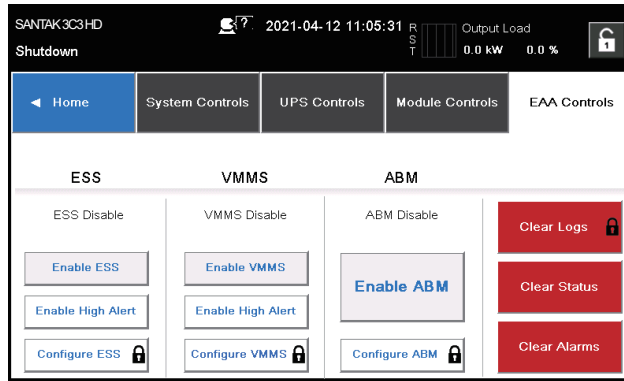 SANTAK 3C3 HD
?
2021-04-12 11:05:31
R
S
T
Output Load
0.0 kW 0.0 %
1
Shutdown
◄ Home
System Controls
UPS Controls
Module Controls
EAA Controls
ESS
VMMS
ABM
ESS Disable
VMMS Disable
ABM Disable
Clear Logs
Enable ESS
Enable VMMS
Enable ABM
Clear Status
Enable High Alert
Enable High Alert
Configure ESS
Configure VMMS
Configure ABM
Clear Alarms